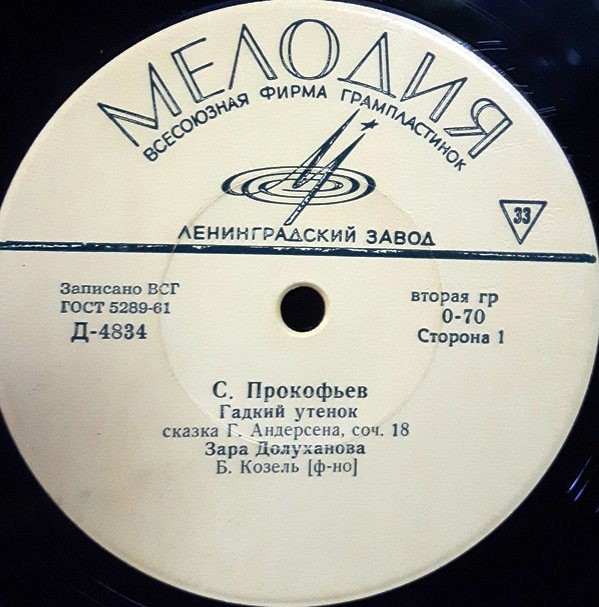 МЕЛОДИЯ
ВСЕСОЮЗНАЯ ФИРМА ГРАМПЛАСТИНОК
ЛЕНИНГРАДСКИЙ ЗАВОД
33
Записано ВСГ
ГОСТ 5289-61
Д-4834
вторая гр
0-70
Сторона 1
С. Прокофьев
Гадкий утенок
сказка Г. Андерсена, соч. 18
Зара Долуханова
Б. Козель [ф-но]